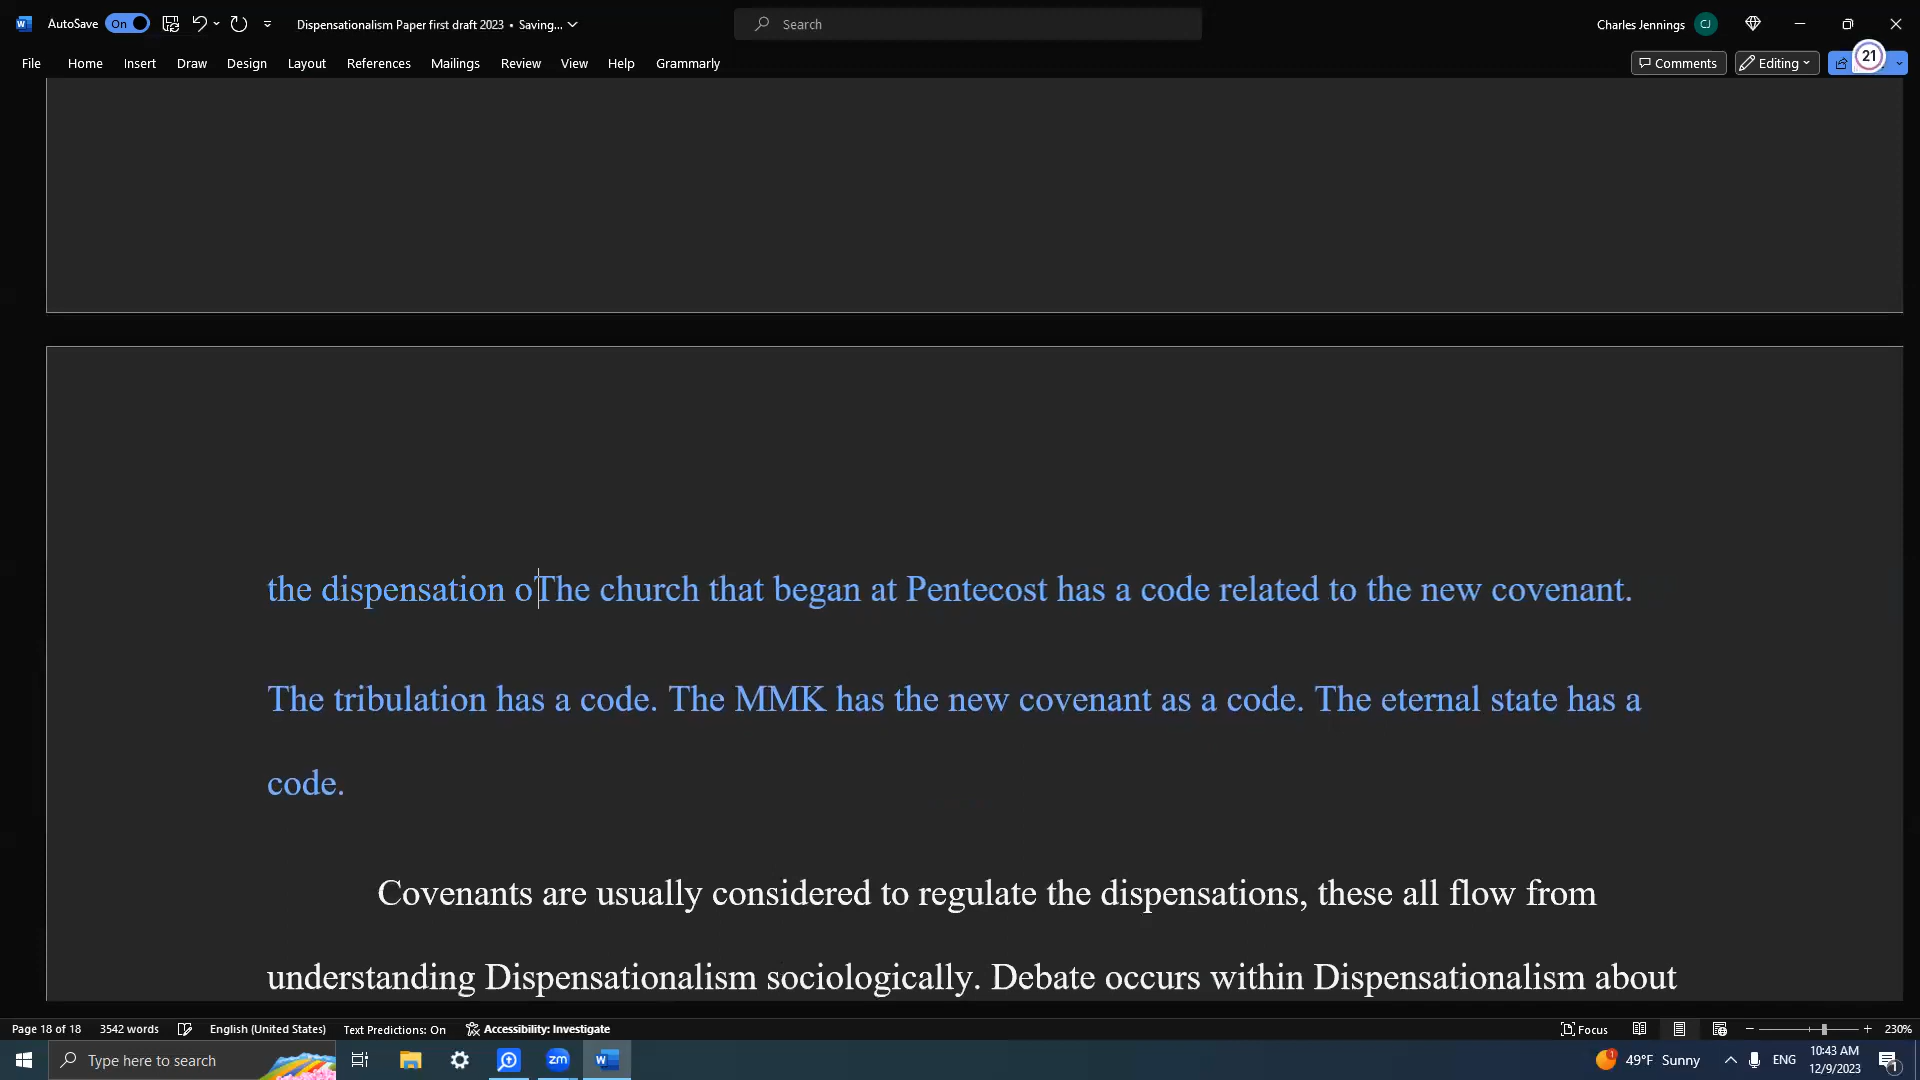 AutoSave On Dispensationalism Paper first draft 2023 • Saving... Search Charles Jennings CJ
File Home Insert Draw Design Layout References Mailings Review View Help Grammarly Comments Editing 21
the dispensation oThe church that began at Pentecost has a code related to the new covenant.
The tribulation has a code. The MMK has the new covenant as a code. The eternal state has a
code.
Covenants are usually considered to regulate the dispensations, these all flow from
understanding Dispensationalism sociologically. Debate occurs within Dispensationalism about
Page 18 of 18 3542 words English (United States) Text Predictions: On Accessibility: Investigate Focus 230%
Type here to search zm W 1 49°F Sunny ENG 10:43 AM
12/9/2023 1